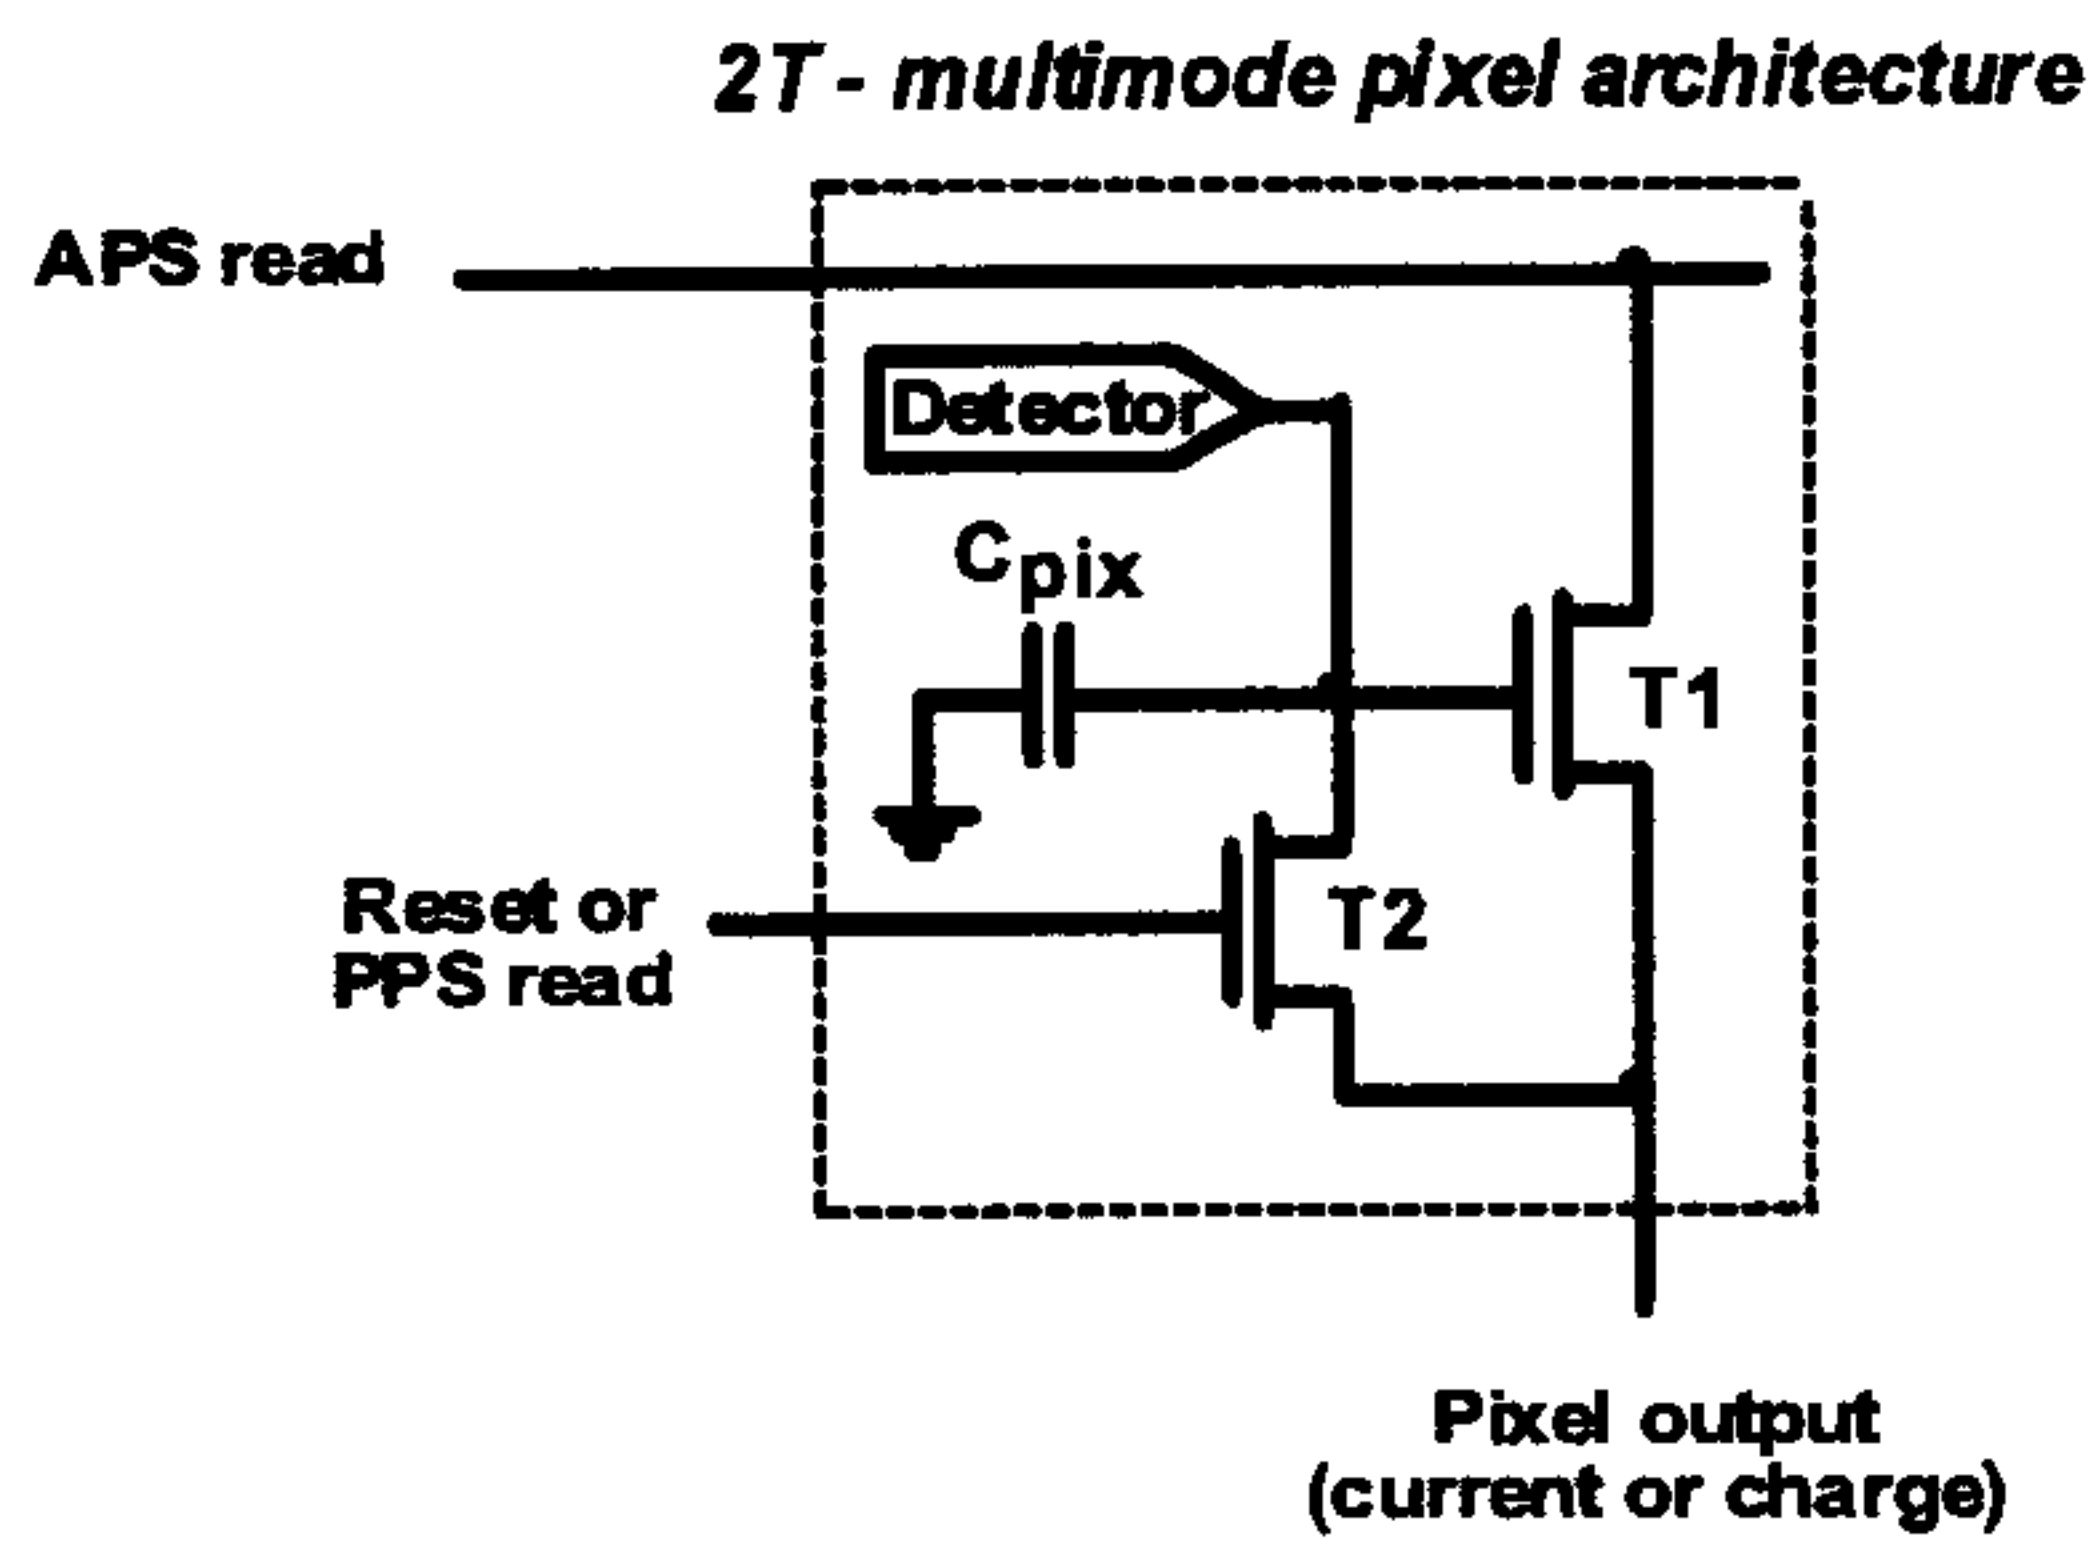 2T - multimode pixel architecture
APS read
Detector
Cpix
T1
T2
Reset or
PPS read
Pixel output
(current or charge)